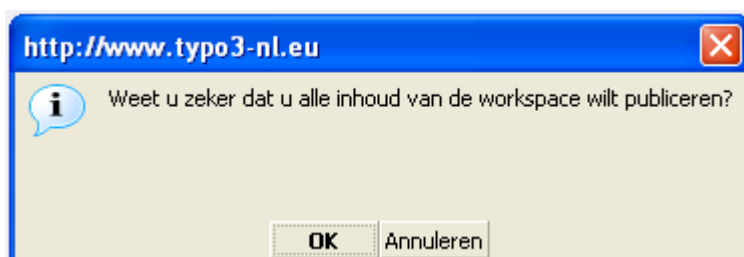 http://www.typo3-nl.eu
Weet u zeker dat u alle inhoud van de workspace wilt publiceren?
OK Annuleren